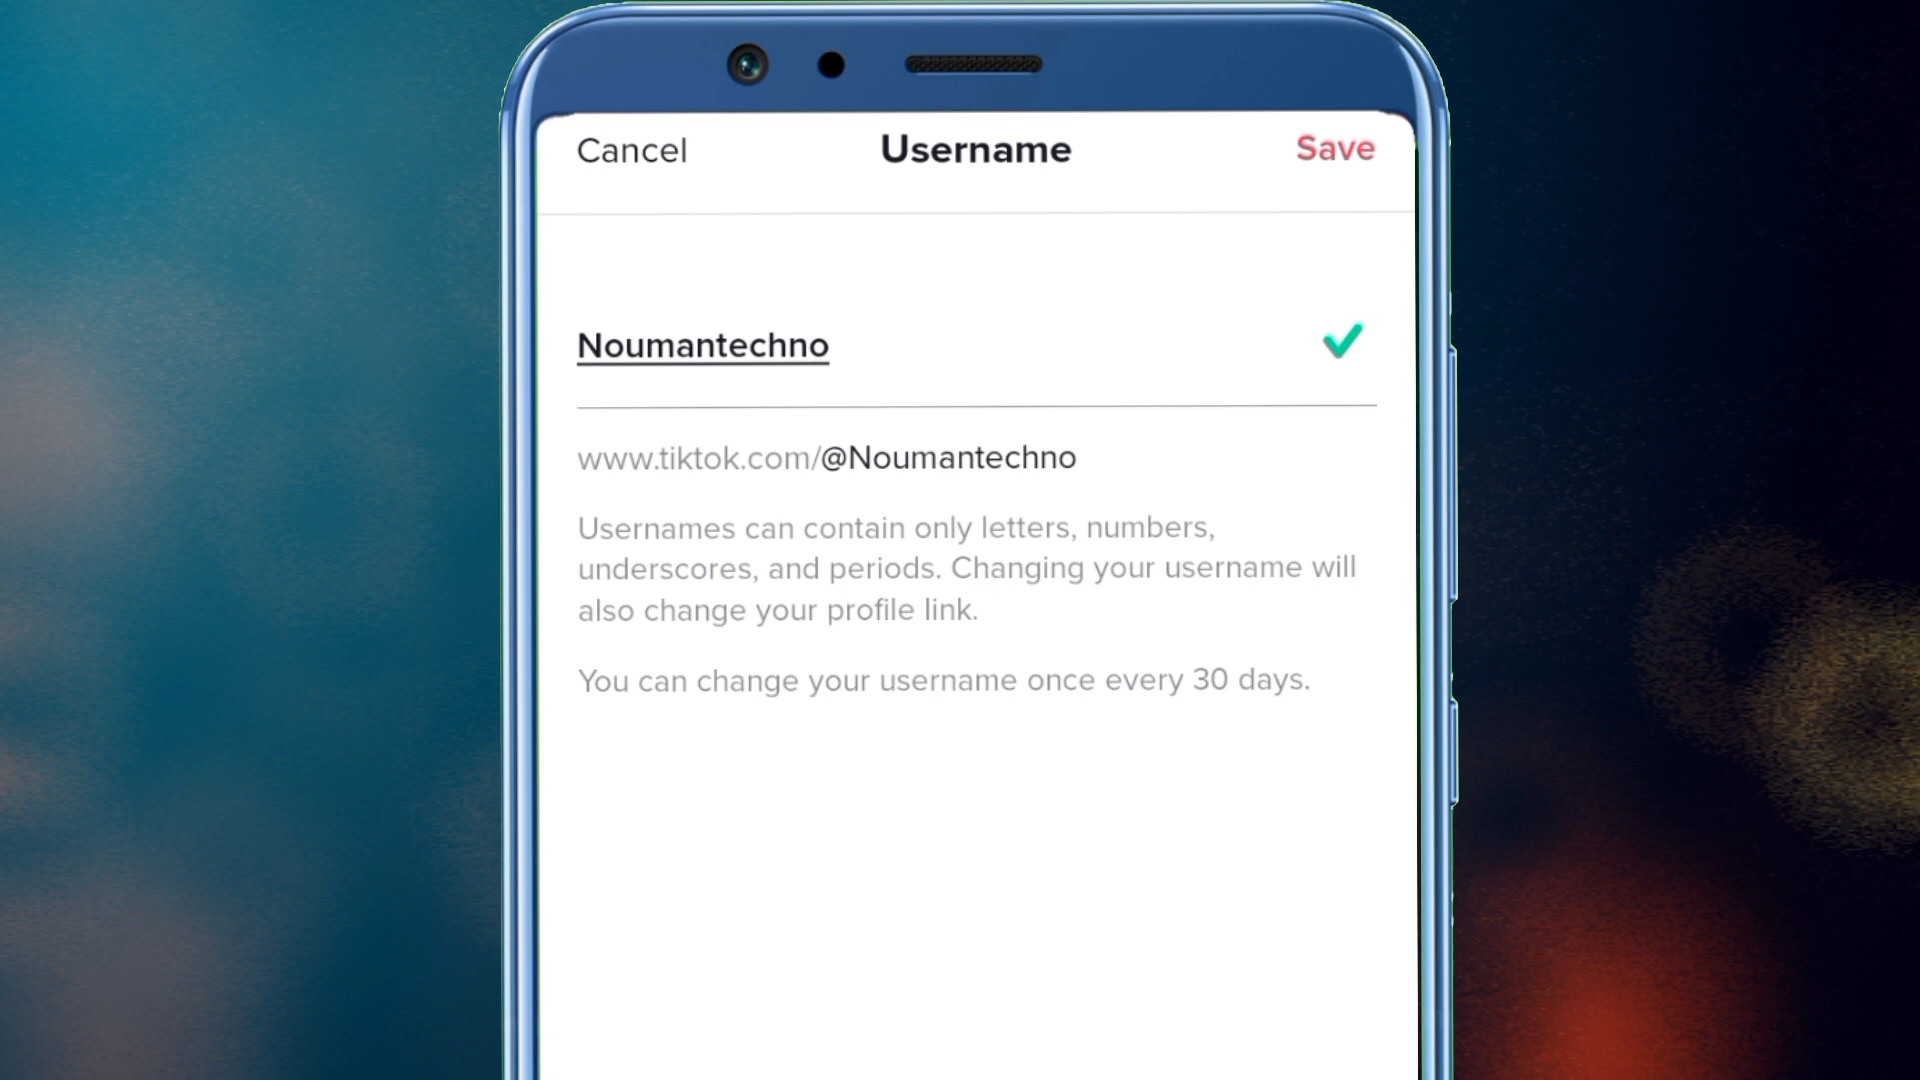 Cancel Username Save
Noumantechno
www.tiktok.com/@Noumantechno
Usernames can contain only letters, numbers,
underscores, and periods. Changing your username will
also change your profile link.
You can change your username once every 30 days.